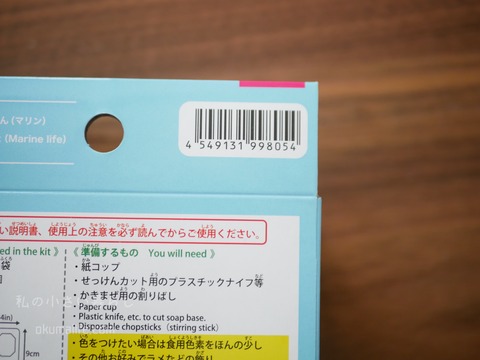 ん(マリン)
(Marine life)
4 549131 998054
い説明書、使用上の注意を必ず読んでからご使用ください。
ed in the kit 》
《 準備するもの You will need 》
袋
・紙コップ
・せっけんカット用のプラスチックナイフ等
・かきまぜ用の割りばし
・Paper cup
・Plastic knife, etc. to cut soap base.
・Disposable chopsticks (stirring stick)
・色をつけたい場合は食用色素をほんの少し
・その他お好みでラメなどの飾り
4in)
9cm
私の小